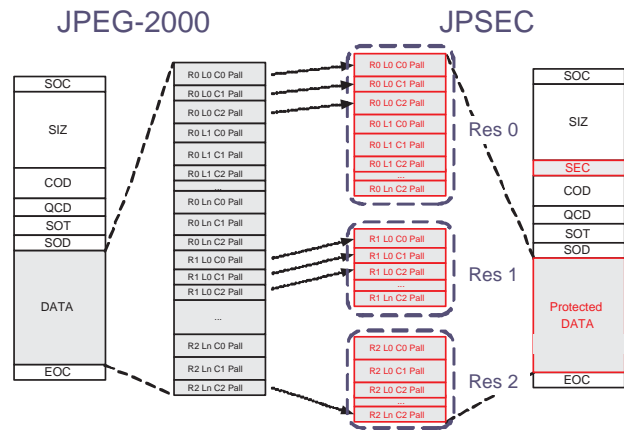 JPEG-2000
JPSEC
SOC
SIZ
COD
QCD
SOT
SOD
DATA
EOC
R0 L0 C0 Pall
R0 L0 C1 Pall
R0 L0 C2 Pall
R0 L1 C0 Pall
R0 L1 C1 Pall
R0 L1 C2 Pall
...
R0 Ln C0 Pall
R0 Ln C1 Pall
R0 Ln C2 Pall
R1 L0 C0 Pall
R1 L0 C1 Pall
R1 L0 C2 Pall
...
R2 Ln C0 Pall
R2 Ln C1 Pall
R2 Ln C2 Pall
R0 L0 C0 Pall
R0 L0 C1 Pall
R0 L0 C2 Pall
R0 L1 C0 Pall
R0 L1 C1 Pall
R0 L1 C2 Pall
...
R0 Ln C2 Pall
Res 0
R1 L0 C0 Pall
R1 L0 C1 Pall
R1 L0 C2 Pall
...
R1 Ln C2 Pall
Res 1
R2 L0 C0 Pall
R2 L0 C1 Pall
R2 L0 C2 Pall
...
R2 Ln C2 Pall
Res 2
SOC
SIZ
SEC
COD
QCD
SOT
SOD
Protected
DATA
EOC